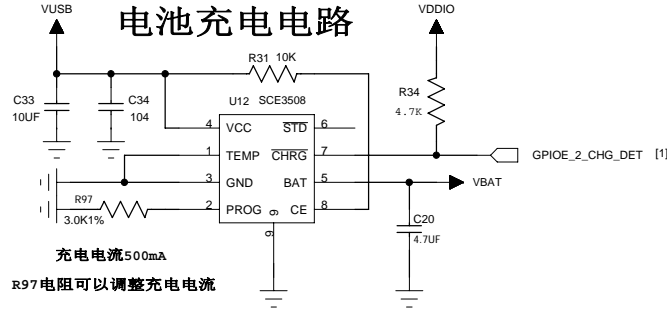 VUSB
电池充电电路
VDDIO
R31 10K
R34
4.7K
C33
10UF
C34
104
U12 SCE3508
4 VCC
STD 6
1 TEMP
CHRG 7
GPIOE_2_CHG_DET [1]
3 GND
BAT 5
VBAT
R97
3.0K1%
2 PROG
9
CE 8
C20
4.7UF
9
充电电流500mA
R97电阻可以调整充电电流